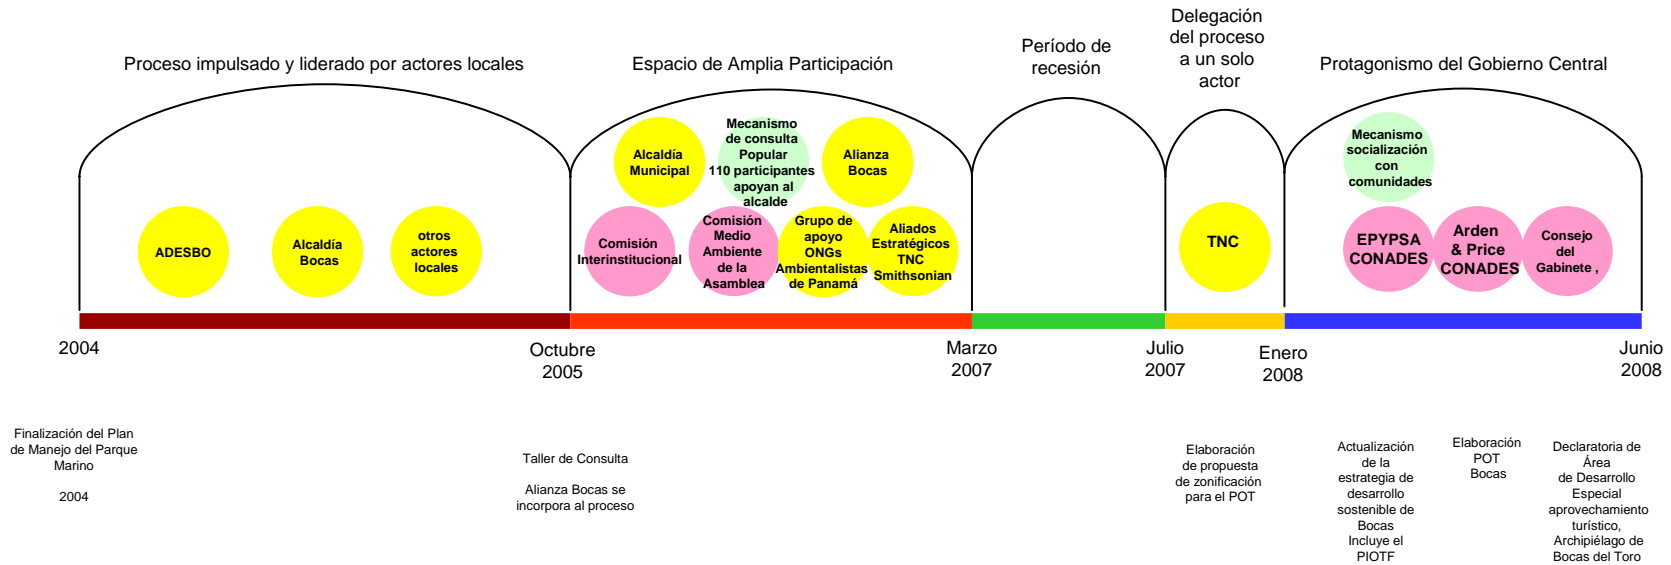 Proceso impulsado y liderado por actores locales
Espacio de Amplia Participación
Período de
recesión
Delegación
del proceso
a un solo
actor
Protagonismo del Gobierno Central
ADESBO
Alcaldía
Bocas
otros
actores
locales
Alcaldía
Municipal
Mecanismo
de consulta
Popular
110 participantes
apoyan al
alcalde
Alianza
Bocas
Comisión
Interinstitucional
Comisión
Medio
Ambiente
de la
Asamblea
Grupo de
apoyo
ONGs
Ambientalistas
de Panamá
Aliados
Estratégicos
TNC
Smithsonian
TNC
Mecanismo
socialización
con
comunidades
EPYPSA
CONADES
Arden
& Price
CONADES
Consejo
del
Gabinete ,
2004
Octubre
2005
Marzo
2007
Julio
2007
Enero
2008
Junio
2008
Finalización del Plan
de Manejo del Parque
Marino
2004
Taller de Consulta
Alianza Bocas se
incorpora al proceso
Elaboración
de propuesta
de zonificación
para el POT
Actualización
de la
estrategia de
desarrollo
sostenible de
Bocas
Incluye el
PIOTF
Elaboración
POT
Bocas
Declaratoria de
Área
de Desarrollo
Especial
aprovechamiento
turístico,
Archipiélago de
Bocas del Toro